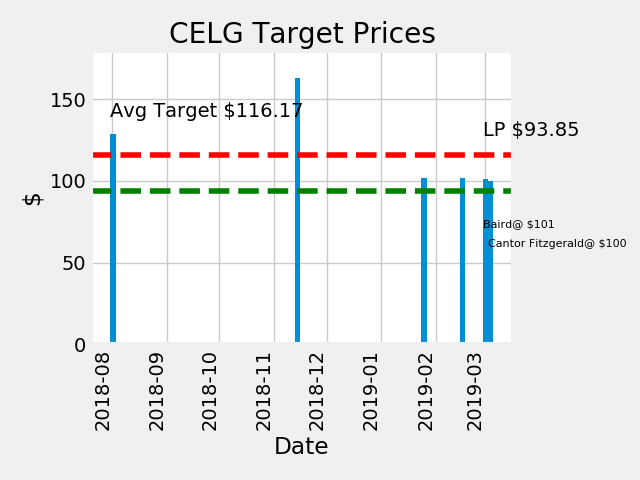 CELG Target Prices
150
100
50
0
$
Avg Target $116.17
LP $93.85
Baird@ $101
Cantor Fitzgerald@ $100
2018-08
2018-09
2018-10
2018-11
2018-12
2019-01
2019-02
2019-03
Date